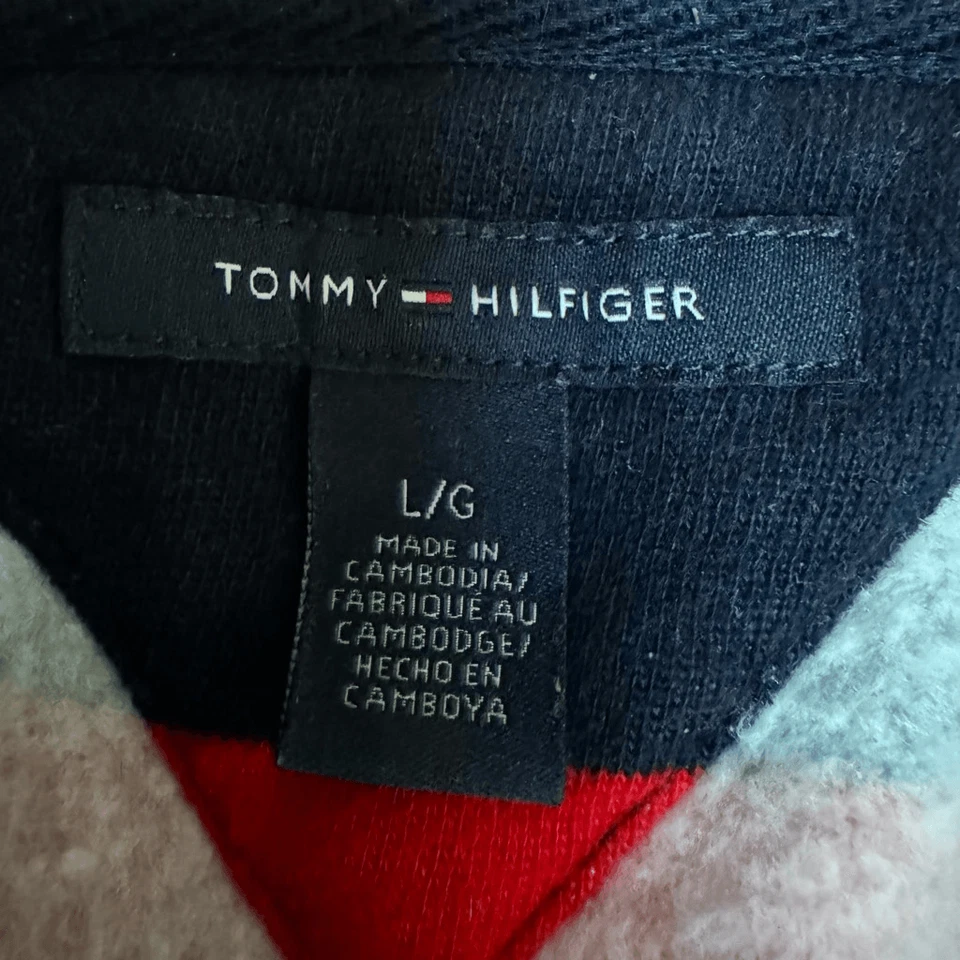 TOMMY HILFIGER
L/G
MADE IN
CAMBODIA/
FABRIQUÉ AU
CAMBODGE/
HECHO EN
CAMBOYA